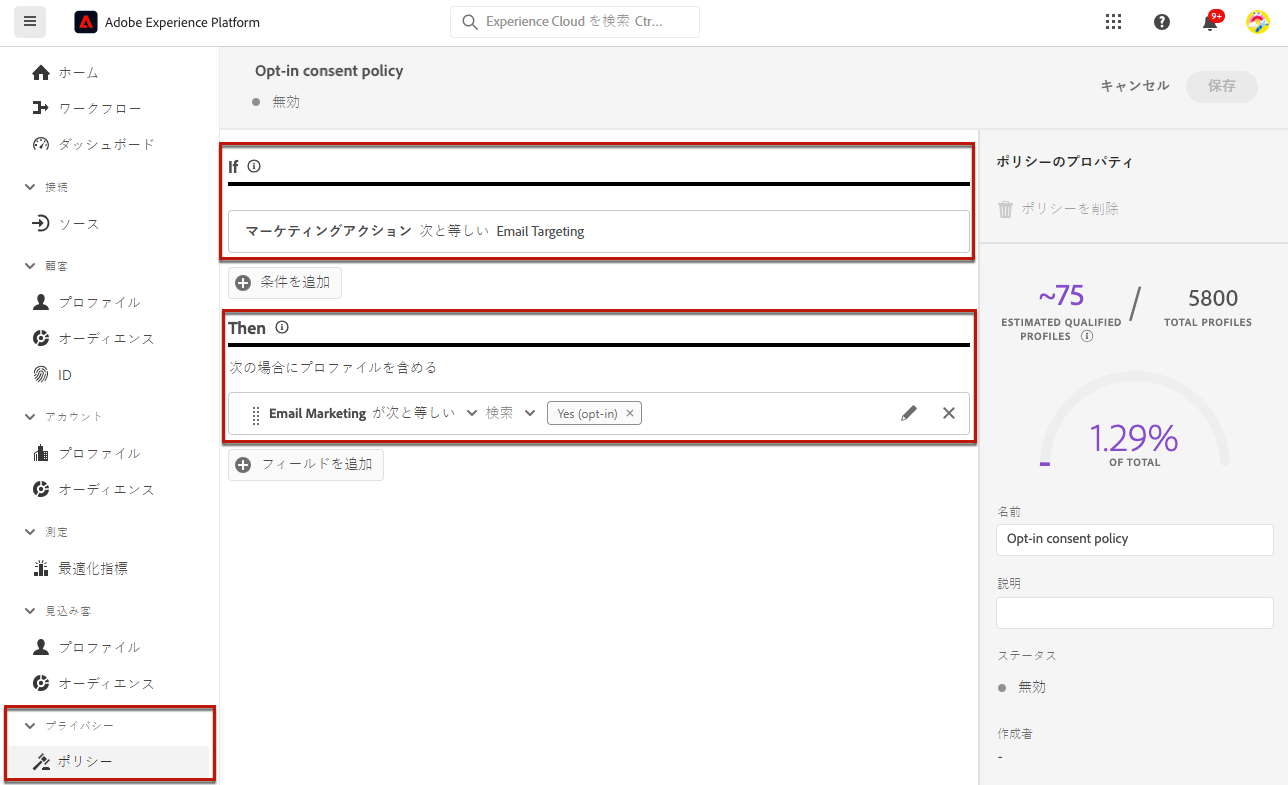 Adobe Experience Platform
Experience Cloud を検索 Ctr...
9+
ホーム
ワークフロー
ダッシュボード
接続
ソース
顧客
プロファイル
オーディエンス
ID
アカウント
プロファイル
オーディエンス
測定
最適化指標
見込み客
プロファイル
オーディエンス
プライバシー
ポリシー
Opt-in consent policy
無効
キャンセル
保存
If
マーケティングアクション 次と等しい Email Targeting
条件を追加
Then
次の場合にプロファイルを含める
Email Marketing が次と等しい 検索 Yes (opt-in)
フィールドを追加
ポリシーのプロパティ
ポリシーを削除
~75 / 5800
ESTIMATED QUALIFIED PROFILES
TOTAL PROFILES
1.29%
OF TOTAL
名前
Opt-in consent policy
説明
ステータス
無効
作成者
-